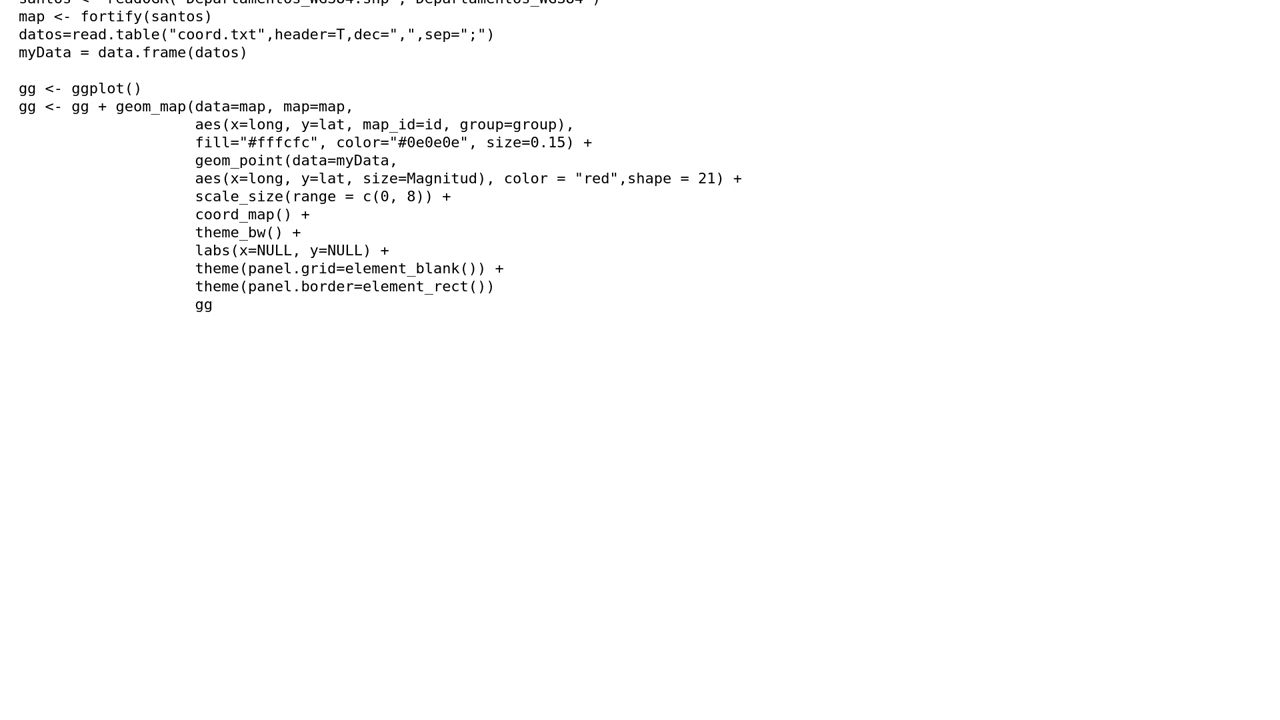 map <- fortify(santos)
datos=read.table("coord.txt",header=T,dec=",",sep=";")
myData = data.frame(datos)
gg <- ggplot()
gg <- gg + geom_map(data=map, map=map,
aes(x=long, y=lat, map_id=id, group=group),
fill="#fffcfc", color="#0e0e0e", size=0.15) +
geom_point(data=myData,
aes(x=long, y=lat, size=Magnitud), color = "red",shape = 21) +
scale_size(range = c(0, 8)) +
coord_map() +
theme_bw() +
labs(x=NULL, y=NULL) +
theme(panel.grid=element_blank()) +
theme(panel.border=element_rect())
gg